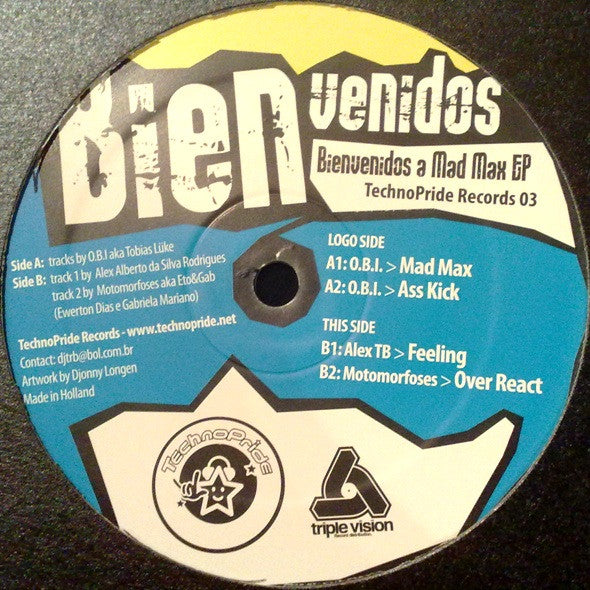 Bien
venidos
Bienvenidos a Mad Max EP
TechnoPride Records 03
Side A: tracks by O.B.I aka Tobias Lüke
Side B: track 1 by Alex Alberto da Silva Rodrigues
track 2 by Motomorfoses aka Eto&Gab
(Ewerton Dias e Gabriela Mariano)
TechnoPride Records - www.technopride.net
Contact: djtrb@bol.com.br
Artwork by Djonny Longen
Made in Holland
LOGO SIDE
A1: O.B.I. > Mad Max
A2: O.B.I. > Ass Kick
THIS SIDE
B1: Alex TB > Feeling
B2: Motomorfoses > Over React
TechnoPride
triple vision
Record distribution